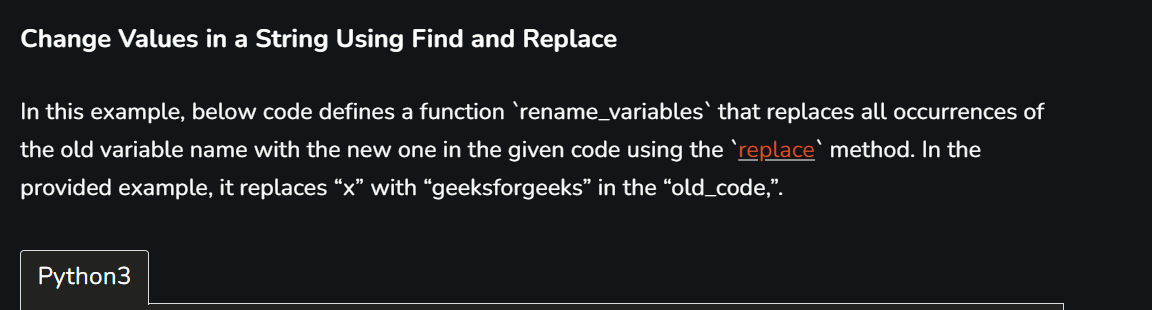 Change Values in a String Using Find and Replace
In this example, below code defines a function `rename_variables` that replaces all occurrences of
the old variable name with the new one in the given code using the `replace` method. In the
provided example, it replaces “x” with “geeksforgeeks” in the “old_code,”.
Python3